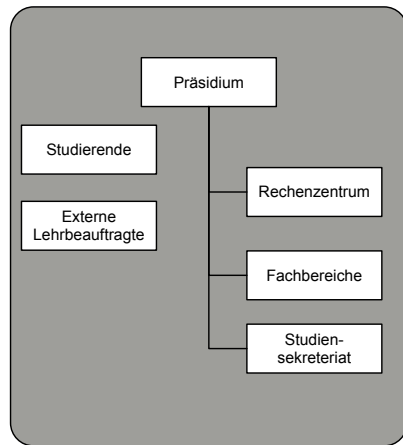 Präsidium
Studierende
Externe
Lehrbeauftragte
Rechenzentrum
Fachbereiche
Studien-
sekreteriat